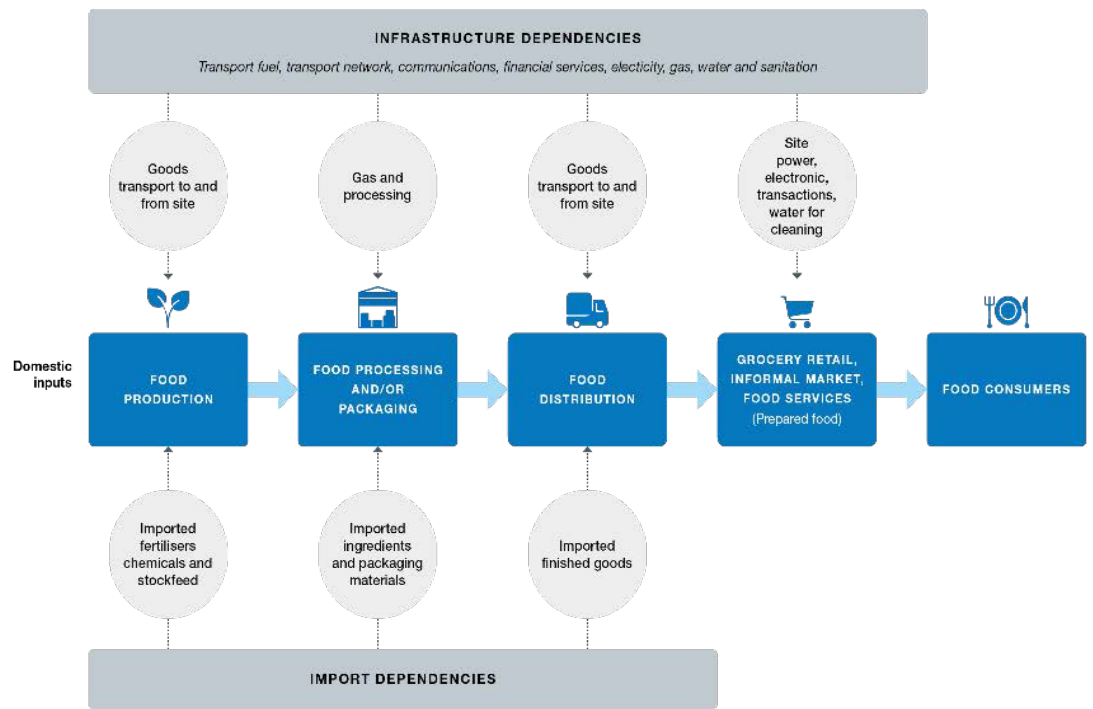 INFRASTRUCTURE DEPENDENCIES
Transport fuel, transport network, communications, financial services, electicity, gas, water and sanitation
Goods
transport to and
from site
Gas and
processing
Goods
transport to and
from site
Site
power,
electronic,
transactions,
water for
cleaning
Domestic
inputs
FOOD
PRODUCTION
FOOD PROCESSING
AND/OR
PACKAGING
FOOD
DISTRIBUTION
GROCERY RETAIL,
INFORMAL MARKET,
FOOD SERVICES
(Prepared food)
FOOD CONSUMERS
Imported
fertilisers
chemicals and
stockfeed
Imported
ingredients
and packaging
materials
Imported
finished goods
IMPORT DEPENDENCIES